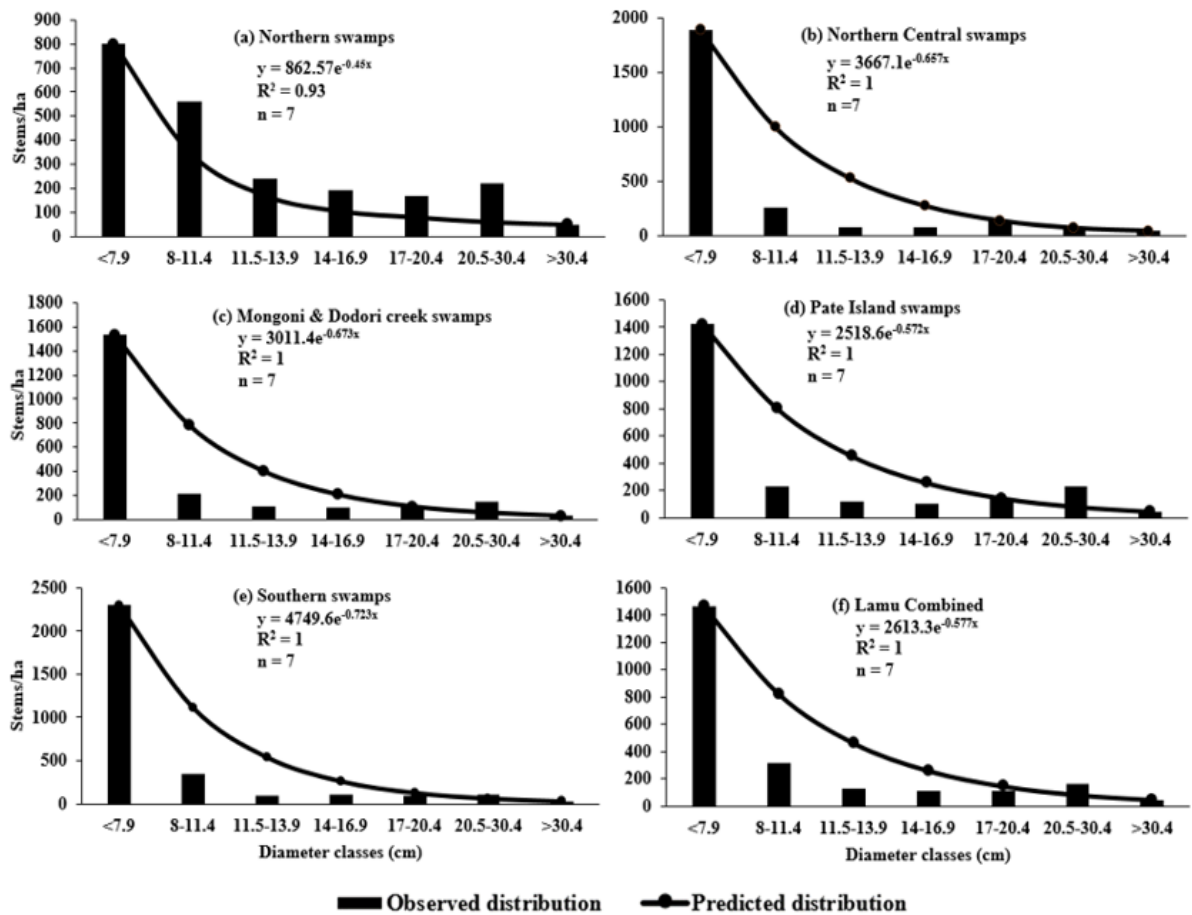 (a) Northern swamps
y = 862.57e-0.45x
R2 = 0.93
n = 7
Stems/ha
900
800
700
600
500
400
300
200
100
0
<7.9 8-11.4 11.5-13.9 14-16.9 17-20.4 20.5-30.4 >30.4
(b) Northern Central swamps
y = 3667.1e-0.657x
R2 = 1
n =7
2000
1500
1000
500
0
<7.9 8-11.4 11.5-13.9 14-16.9 17-20.4 20.5-30.4 >30.4
(c) Mongoni & Dodori creek swamps
y = 3011.4e-0.673x
R2 = 1
n = 7
Stems/ha
1800
1600
1400
1200
1000
800
600
400
200
0
<7.9 8-11.4 11.5-13.9 14-16.9 17-20.4 20.5-30.4 >30.4
(d) Pate Island swamps
y = 2518.6e-0.572x
R2 = 1
n = 7
1600
1400
1200
1000
800
600
400
200
0
<7.9 8-11.4 11.5-13.9 14-16.9 17-20.4 20.5-30.4 >30.4
(e) Southern swamps
y = 4749.6e-0.723x
R2 = 1
n = 7
Stems/ha
2500
2000
1500
1000
500
0
<7.9 8-11.4 11.5-13.9 14-16.9 17-20.4 20.5-30.4 >30.4
Diameter classes (cm)
(f) Lamu Combined
y = 2613.3e-0.577x
R2 = 1
n = 7
1600
1400
1200
1000
800
600
400
200
0
<7.9 8-11.4 11.5-13.9 14-16.9 17-20.4 20.5-30.4 >30.4
Diameter classes (cm)
Observed distribution Predicted distribution